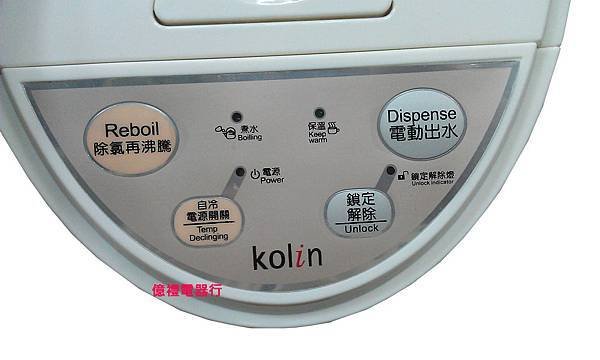 Reboil
除氯再沸騰
煮水
Boiling
保溫
Keep
warm
Dispense
電動出水
電源
Power
鎖定解除燈
Unlock indicator
自冷
電源開關
Temp
Declinging
鎖定
解除
Unlock
kolin
億禮電器行